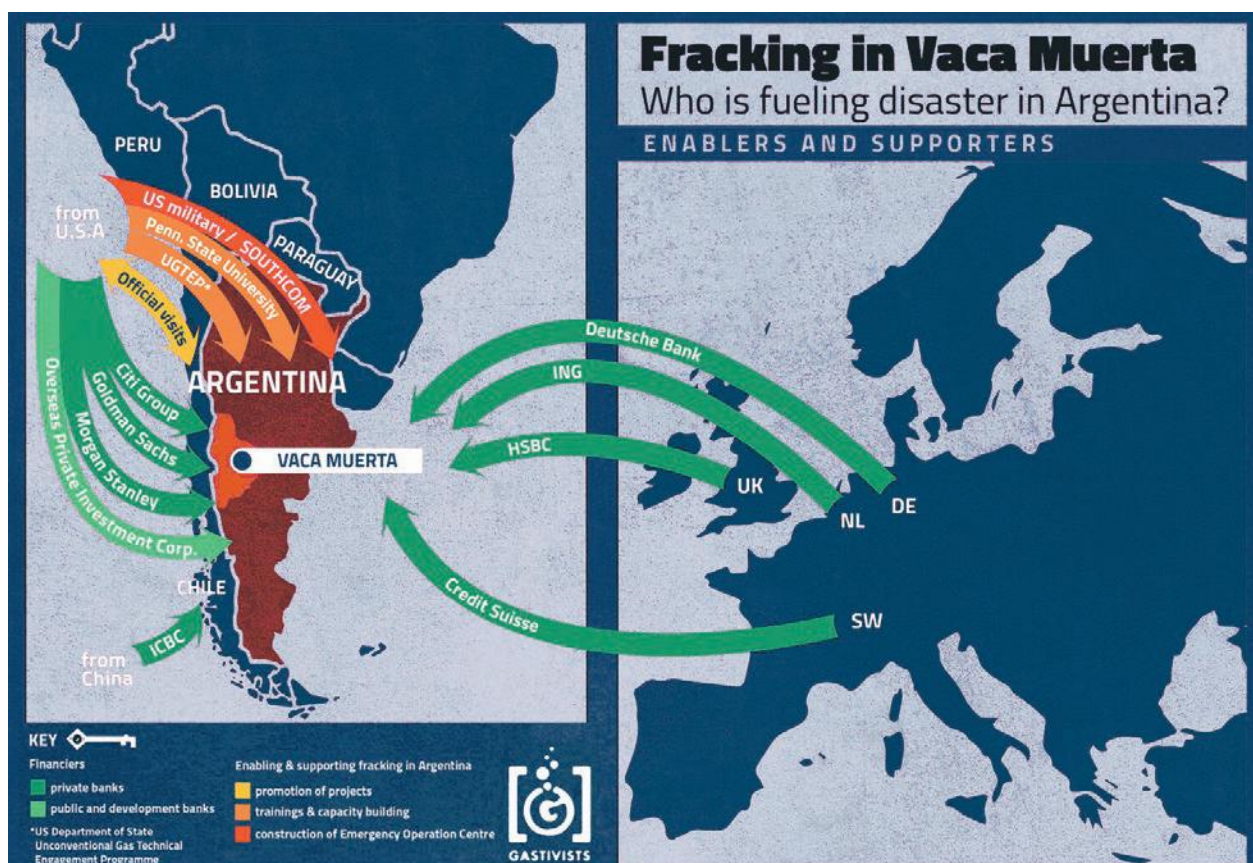 Fracking in Vaca Muerta
Who is fueling disaster in Argentina?
ENABLERS AND SUPPORTERS
PERU
BOLIVIA
PARAGUAY
from
U.S.A
US military / SOUTHCOM
Penn. State University
UGTEP*
Official visits
ARGENTINA
Citi Group
Goldman Sachs
Morgan Stanley
Overseas Private Investment Corp.
VACA MUERTA
CHILE
ICBC
from
China
Deutsche Bank
ING
HSBC
Credit Suisse
UK
NL
DE
SW
KEY
Financiers
private banks
public and development banks
*US Department of State
Unconventional Gas Technical
Engagement Programme
Enabling & supporting fracking in Argentina
promotion of projects
trainings & capacity building
construction of Emergency Operation Centre
G
GASTIVISTS